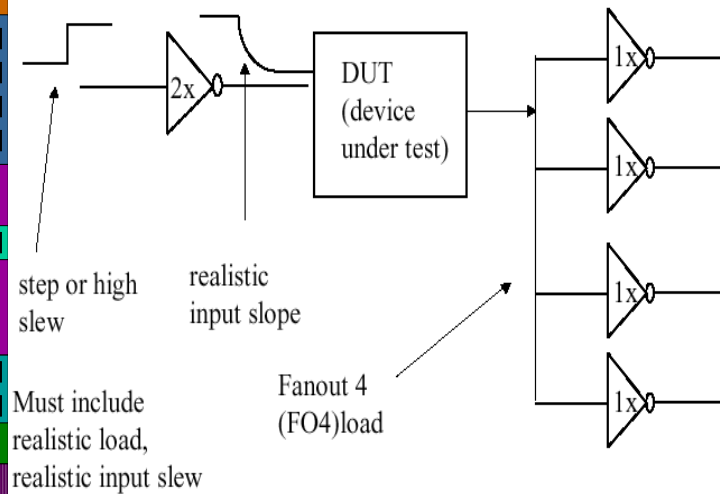 2x
DUT
(device
under test)
1x
1x
1x
1x
step or high
slew
realistic
input slope
Fanout 4
(FO4)load
Must include
realistic load,
realistic input slew